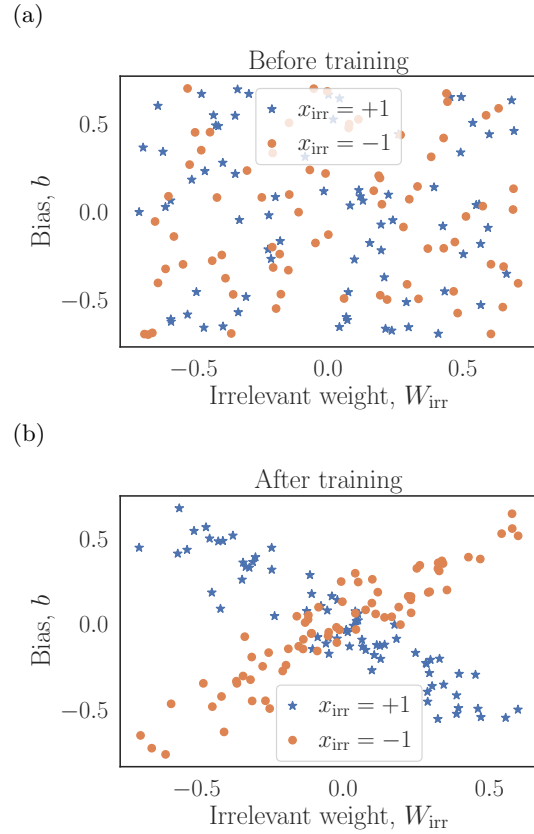 (a)
Before training
x_irr = +1
x_irr = −1
Bias, b
0.5
0.0
−0.5
−0.5
0.0
0.5
Irrelevant weight, W_irr
(b)
After training
Bias, b
0.5
0.0
−0.5
x_irr = +1
x_irr = −1
−0.5
0.0
0.5
Irrelevant weight, W_irr